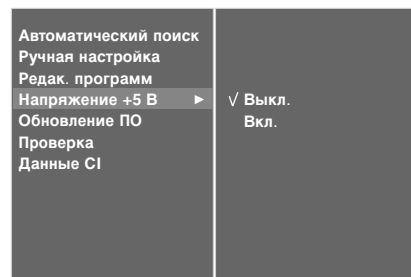 Автоматический поиск
Ручная настройка
Редак. программ
Напряжение +5 В ► √ Выкл.
Обновление ПО Вкл.
Проверка
Данные CI